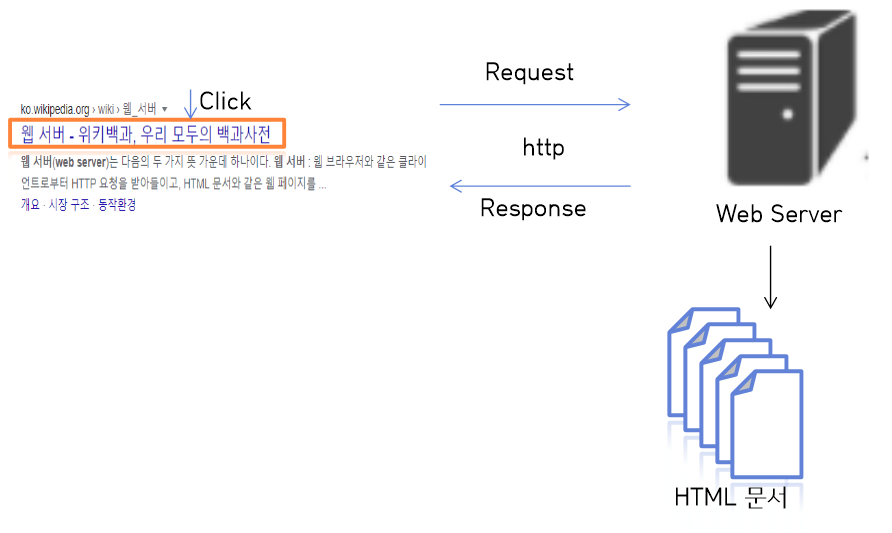 Request
Click
ko.wikipedia.org › wiki › 웹_서버
웹 서버 - 위키백과, 우리 모두의 백과사전
http
웹 서버(web server)는 다음의 두 가지 뜻 가운데 하나이다. 웹 서버 : 웹 브라우저와 같은 클라이
언트로부터 HTTP 요청을 받아들이고, HTML 문서와 같은 웹 페이지를 ...
개요 · 시장 구조 · 동작환경
Response
Web Server
HTML 문서